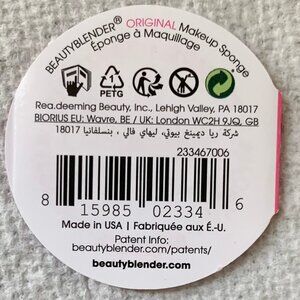 BEAUTYBLENDER® ORIGINAL Makeup Sponge
Éponge à Maquillage
PETG
Rea.deeming Beauty, Inc., Lehigh Valley, PA 18017
BIORIUS EU: Wavre, BE / UK: London WC2H 9JQ, GB
شركة ريا ديمينغ بيوتي، ليهاي فالي ، بنسلفانيا 18017
233467006
8 15985 02334 6
Made in USA | Fabriquée aux É.-U.
Patent Info:
beautyblender.com/patents/
beautyblender.com